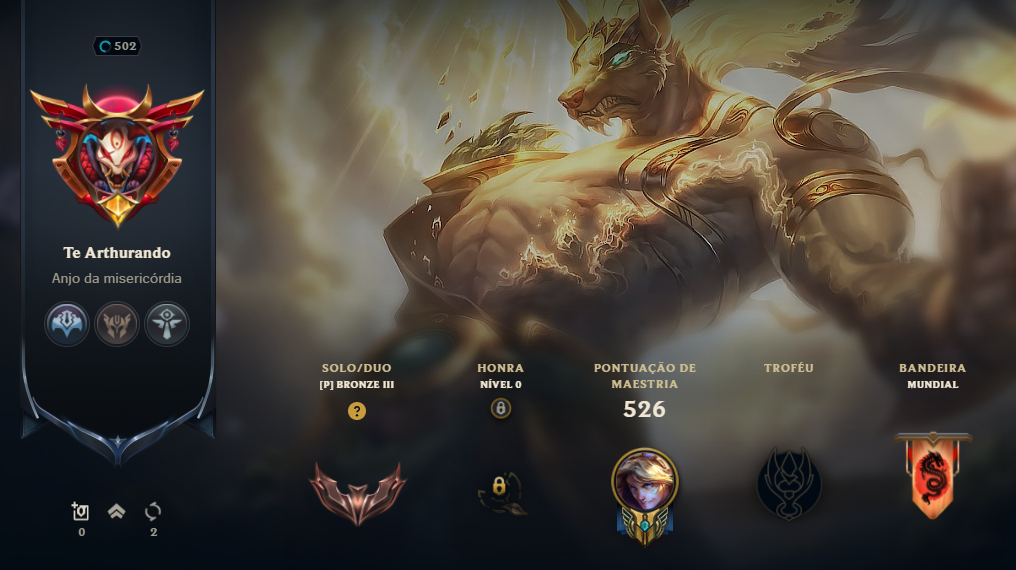 502
Te Arthurando
Anjo da misericórdia
SOLO/DUO
[P] BRONZE III
?
HONRA
NÍVEL 0
PONTUAÇÃO DE
MAESTRIA
526
TROFÉU
BANDEIRA
MUNDIAL
0
2